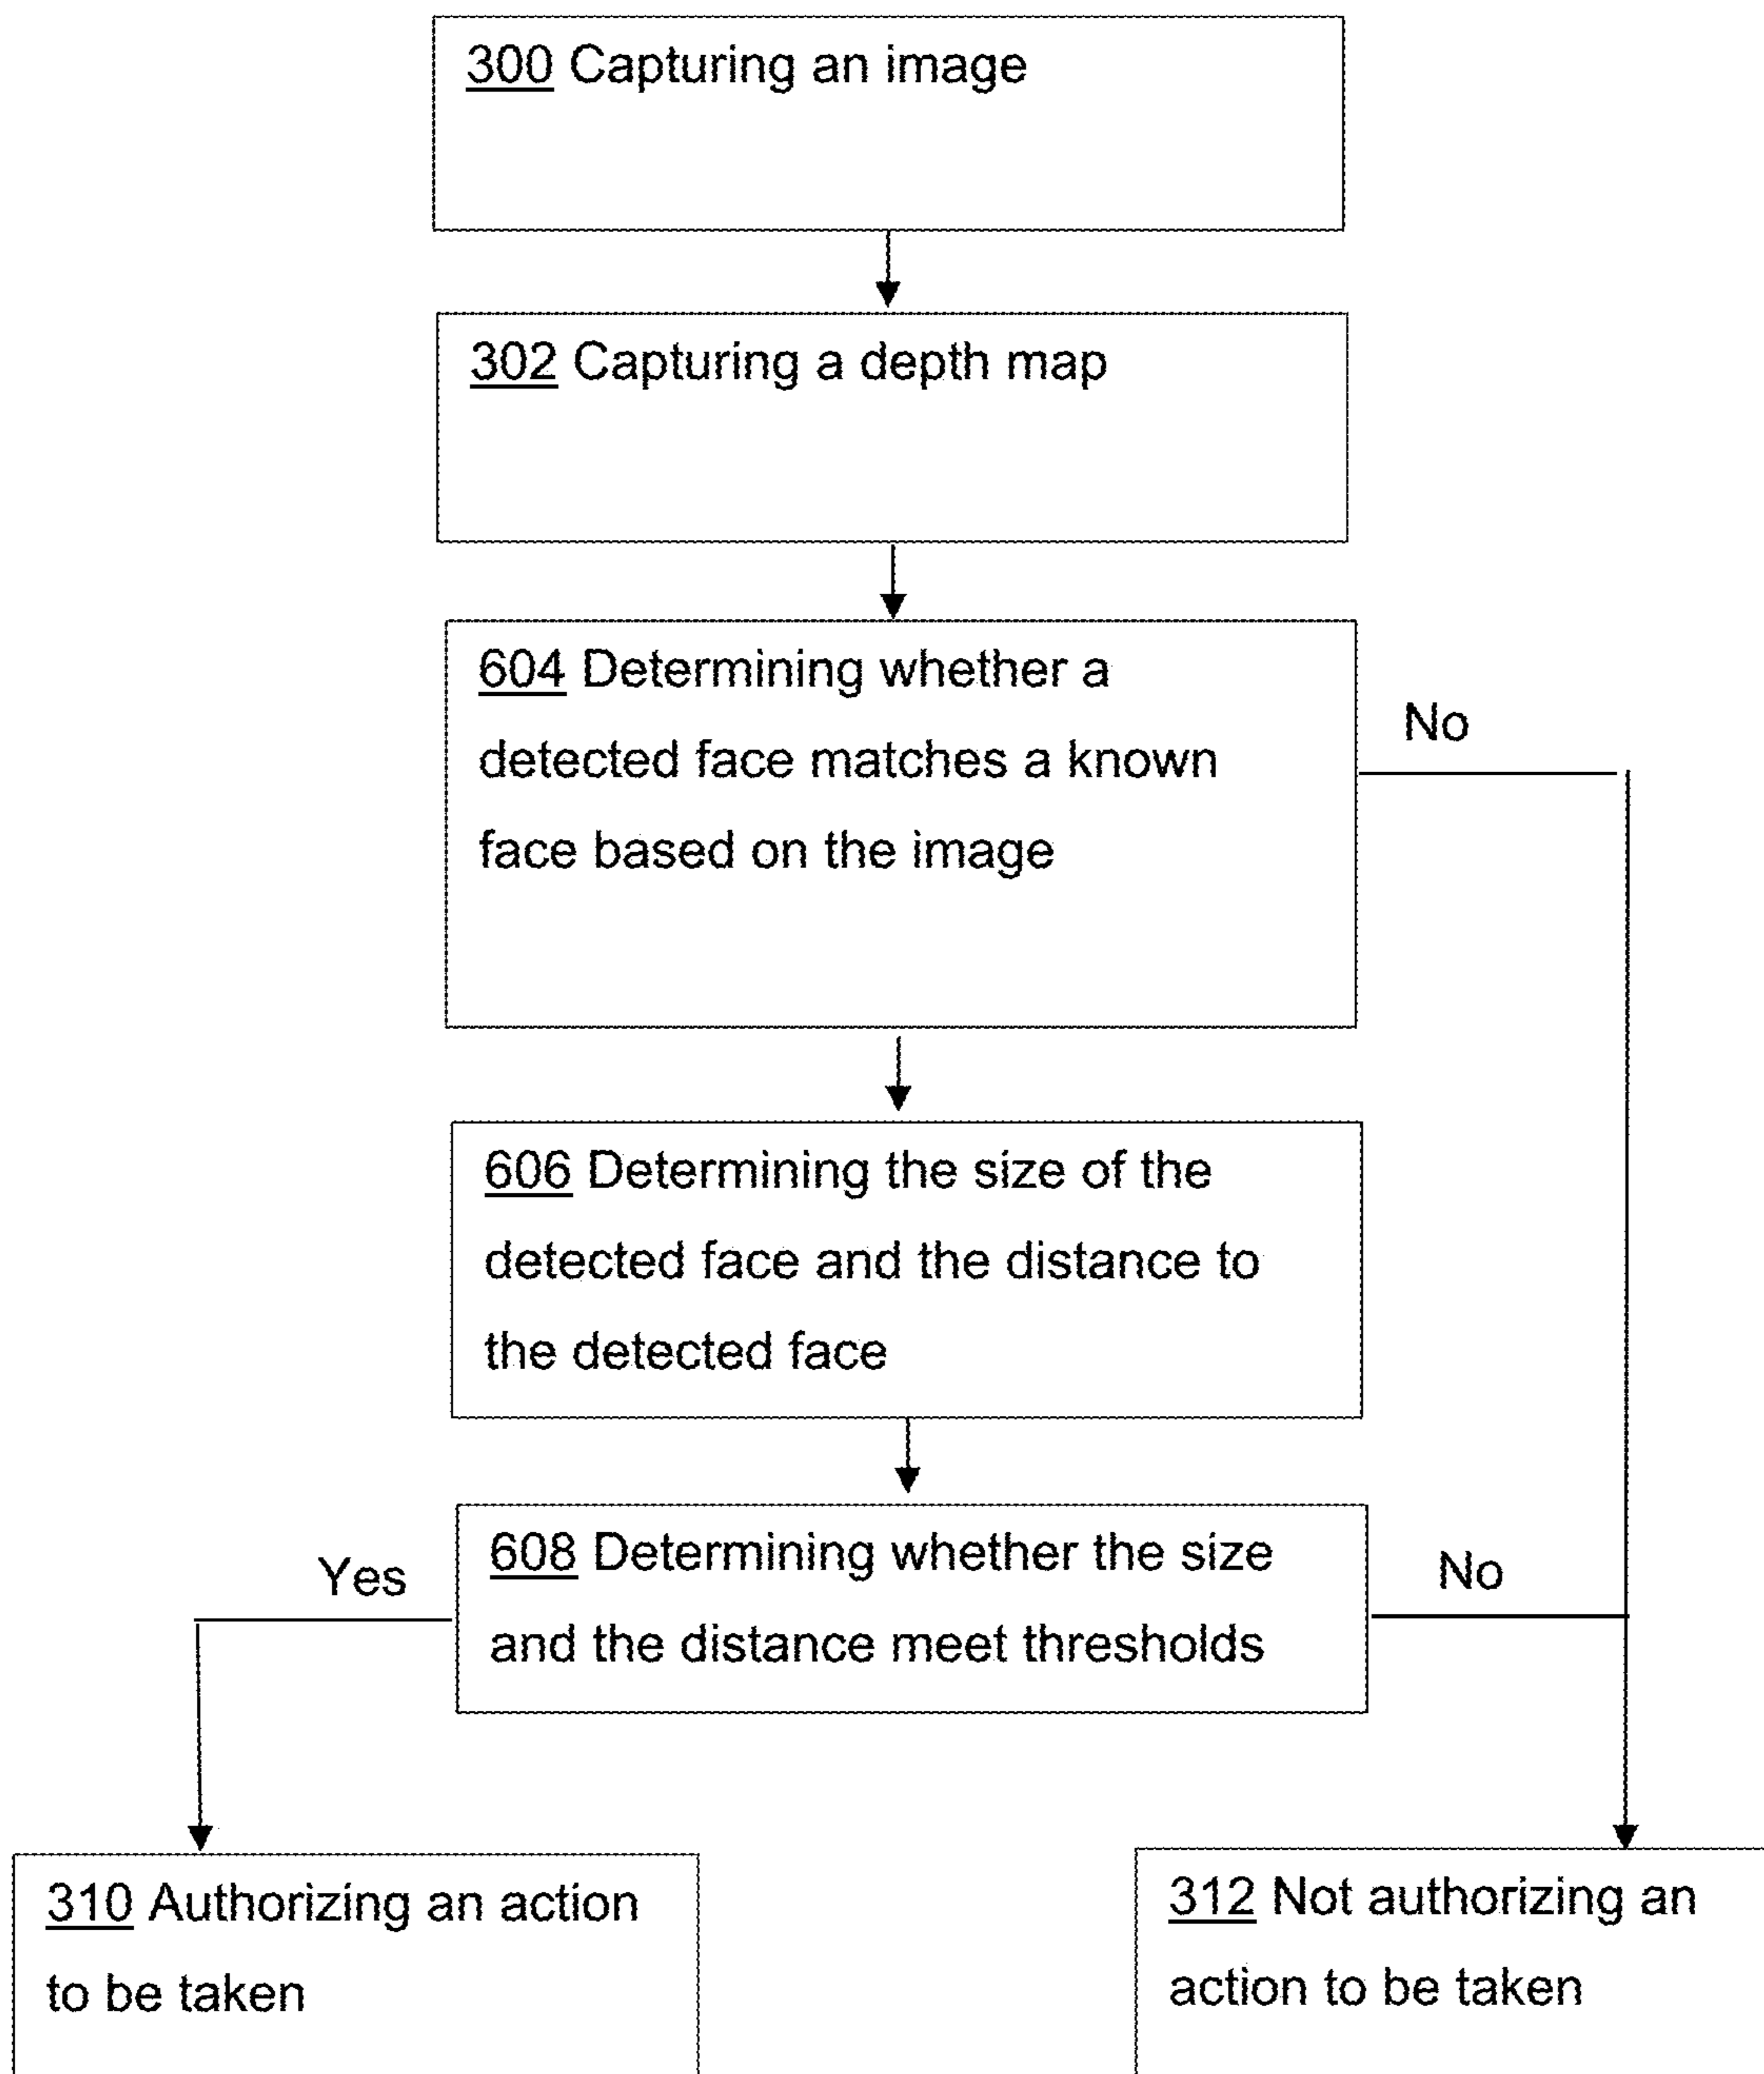 300 Capturing an image
302 Capturing a depth map
604 Determining whether a
detected face matches a known
face based on the image
No
606 Determining the size of the
detected face and the distance to
the detected face
Yes
608 Determining whether the size
and the distance meet thresholds
No
310 Authorizing an action
to be taken
312 Not authorizing an
action to be taken